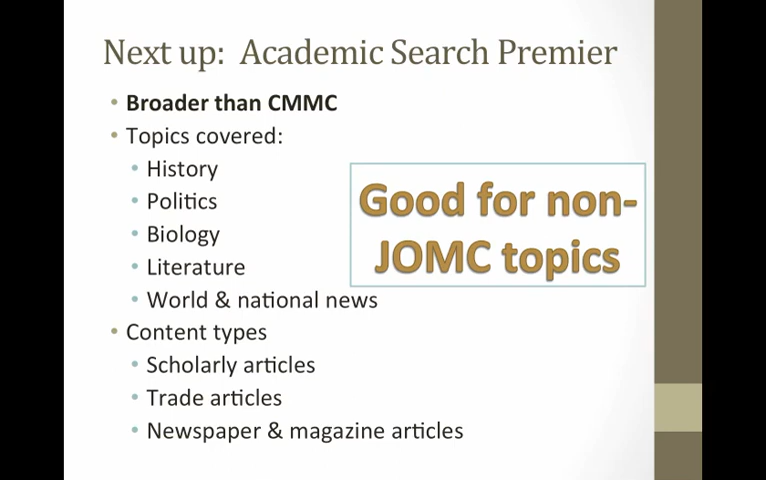 Next up: Academic Search Premier
• Broader than CMMC
• Topics covered:
• History
• Politics
• Biology
• Literature
• World & national news
• Content types
• Scholarly articles
• Trade articles
• Newspaper & magazine articles
Good for non-
JOMC topics